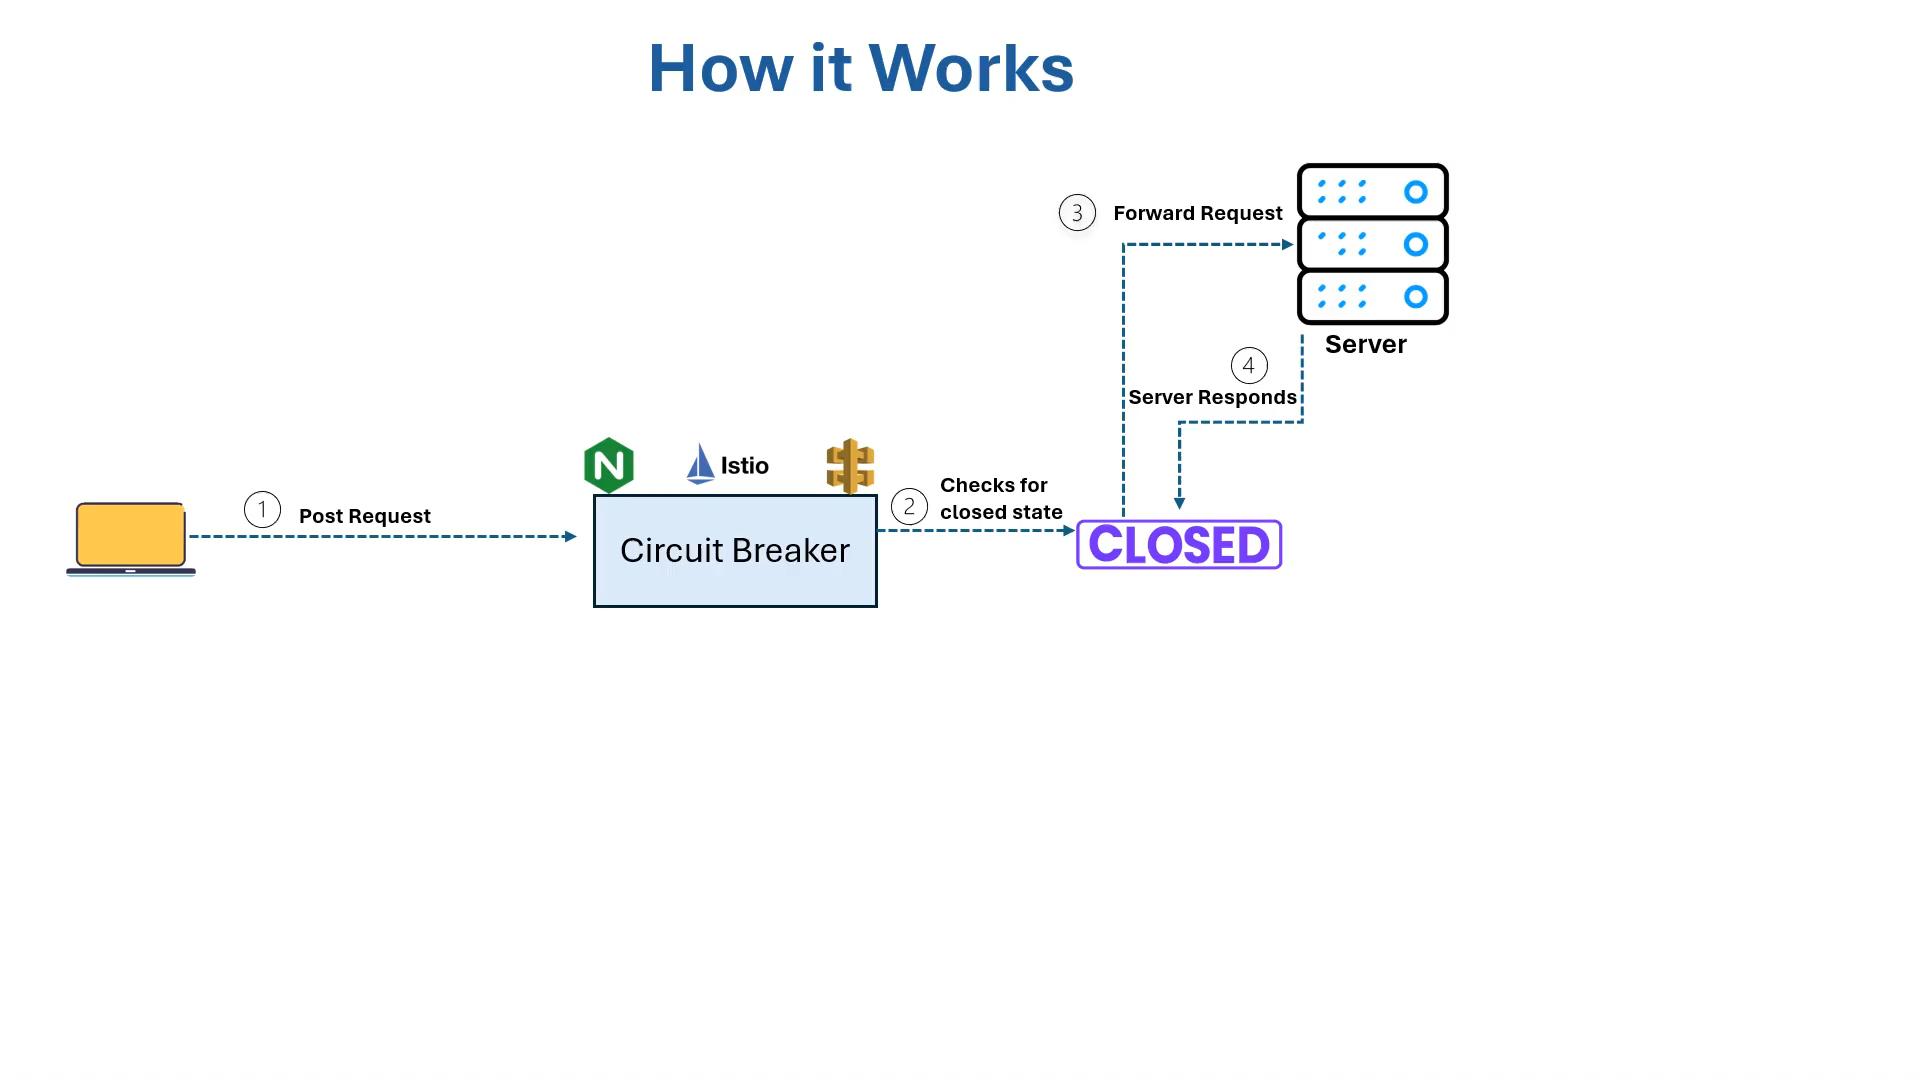 How it Works
3 Forward Request
Server
4
Server Responds
N
Istio
1 Post Request
2 Checks for
closed state
Circuit Breaker
CLOSED